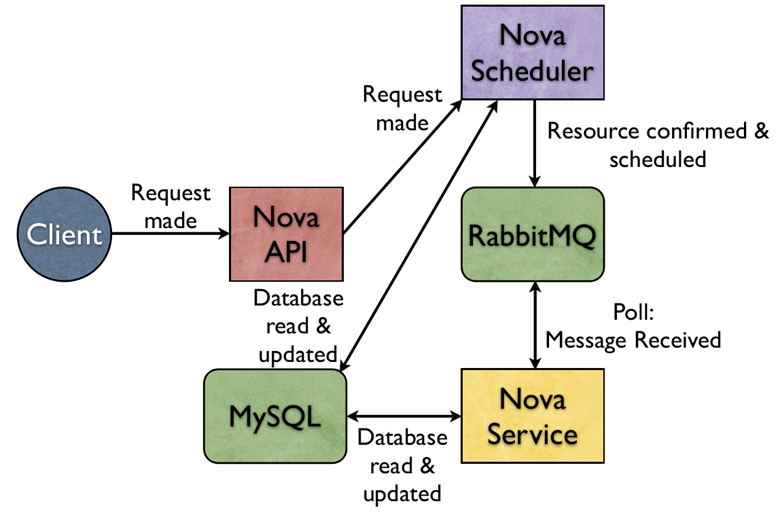 Nova
Scheduler
Request
made
Resource confirmed &
scheduled
Request
made
Client
Nova
API
RabbitMQ
Database
read &
updated
Poll:
Message Received
MySQL
Nova
Service
Database
read &
updated